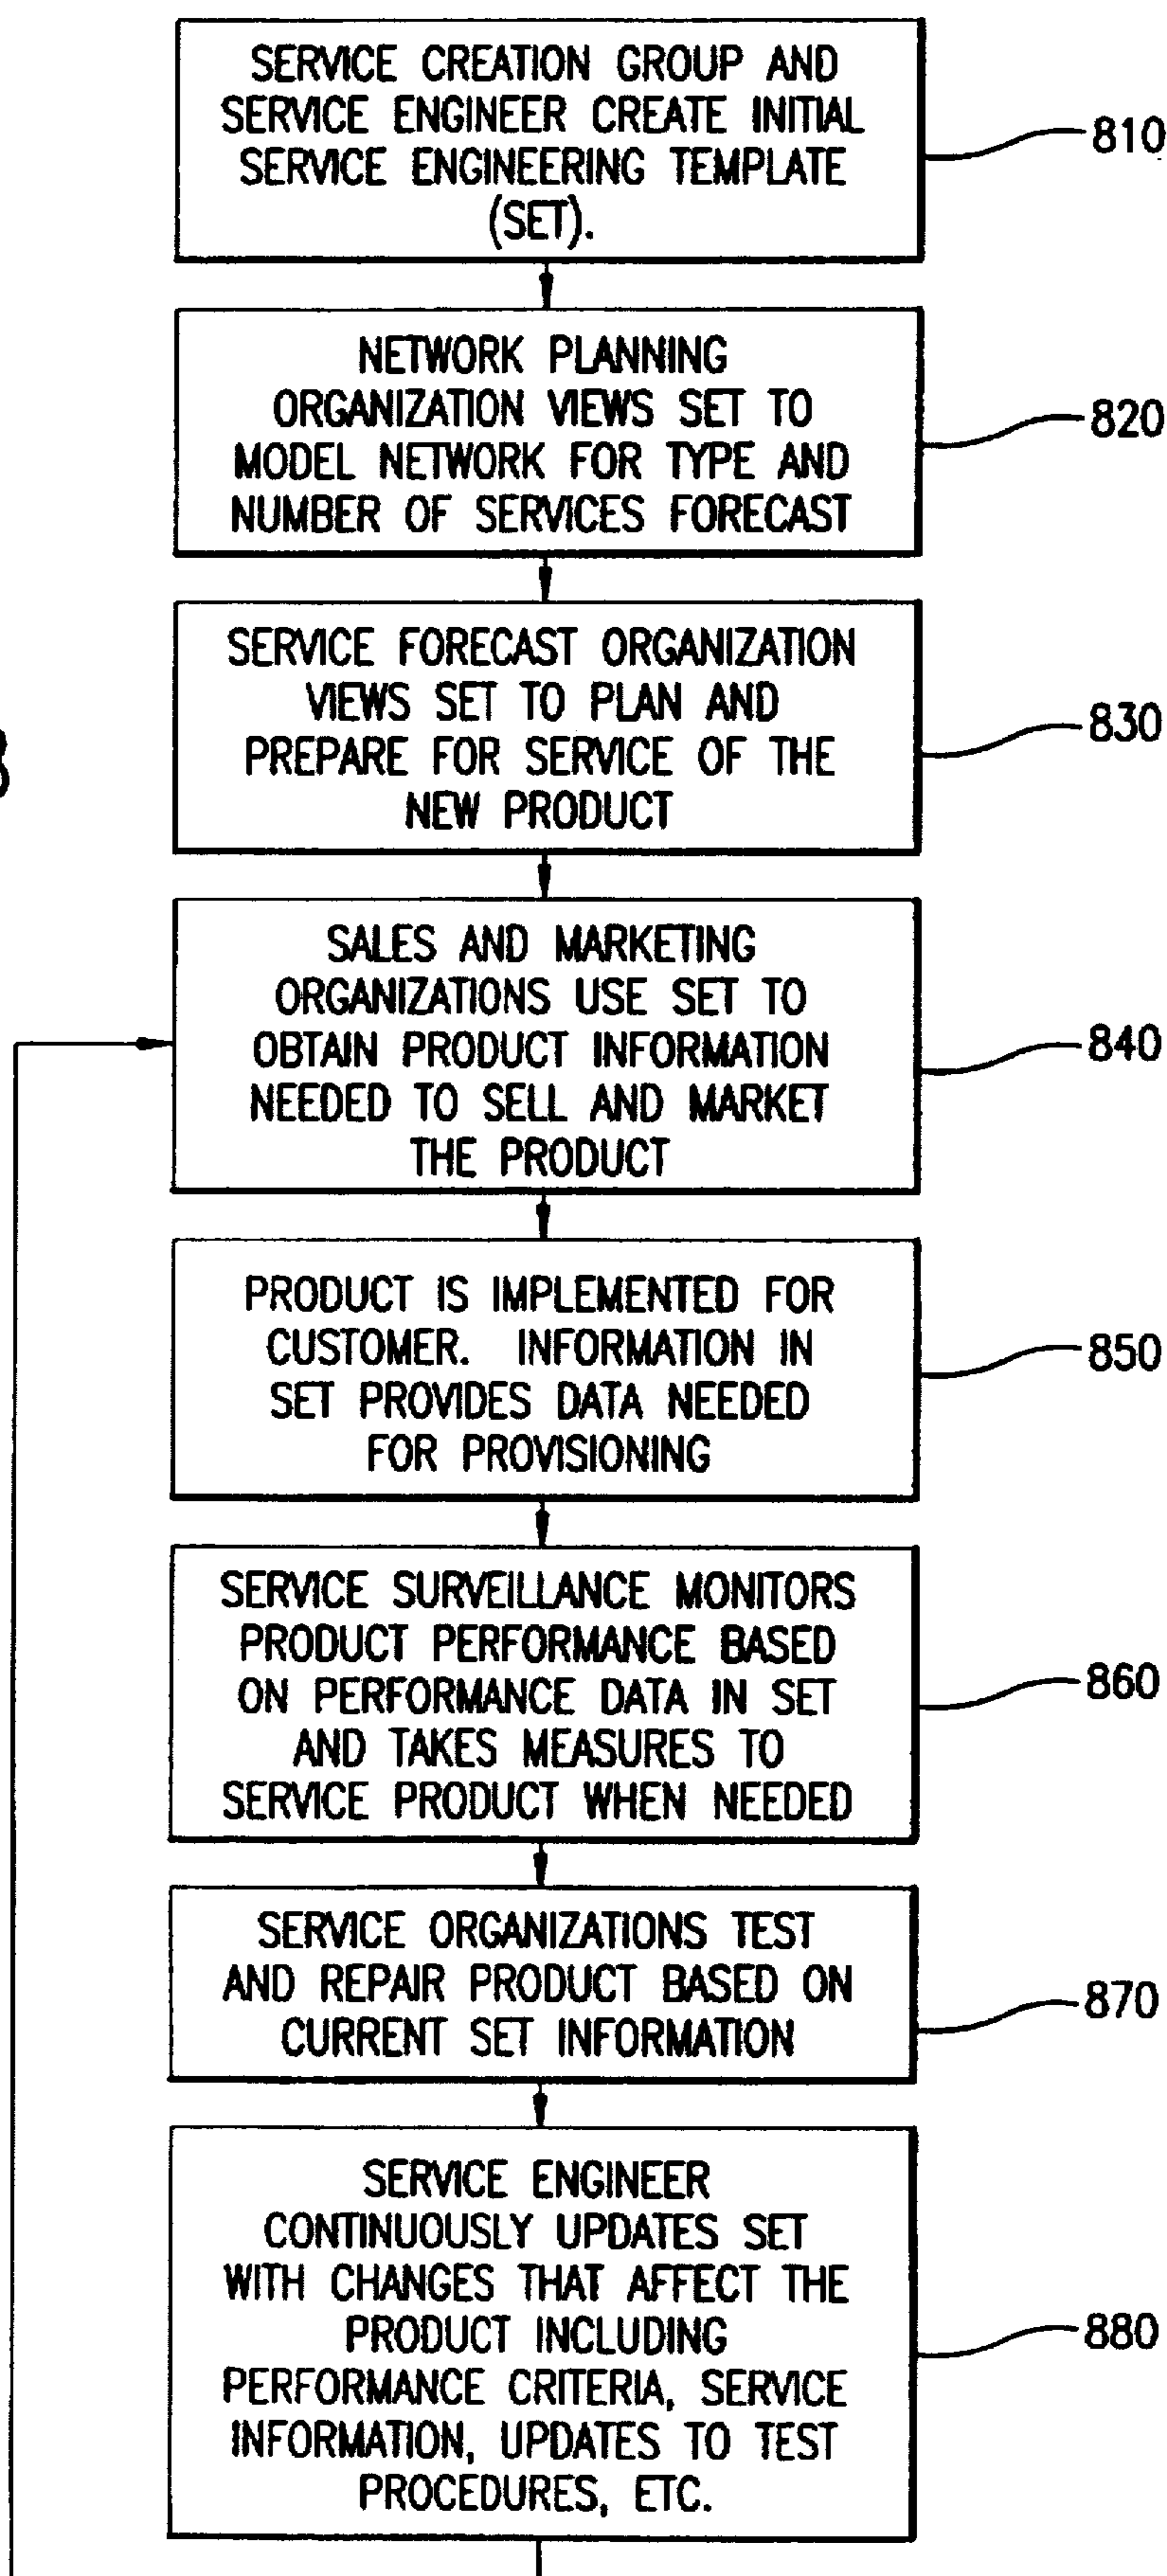 SERVICE CREATION GROUP AND
SERVICE ENGINEER CREATE INITIAL
SERVICE ENGINEERING TEMPLATE
(SET).
810
NETWORK PLANNING
ORGANIZATION VIEWS SET TO
MODEL NETWORK FOR TYPE AND
NUMBER OF SERVICES FORECAST
820
SERVICE FORECAST ORGANIZATION
VIEWS SET TO PLAN AND
PREPARE FOR SERVICE OF THE
NEW PRODUCT
830
SALES AND MARKETING
ORGANIZATIONS USE SET TO
OBTAIN PRODUCT INFORMATION
NEEDED TO SELL AND MARKET
THE PRODUCT
840
PRODUCT IS IMPLEMENTED FOR
CUSTOMER. INFORMATION IN
SET PROVIDES DATA NEEDED
FOR PROVISIONING
850
SERVICE SURVEILLANCE MONITORS
PRODUCT PERFORMANCE BASED
ON PERFORMANCE DATA IN SET
AND TAKES MEASURES TO
SERVICE PRODUCT WHEN NEEDED
860
SERVICE ORGANIZATIONS TEST
AND REPAIR PRODUCT BASED ON
CURRENT SET INFORMATION
870
SERVICE ENGINEER
CONTINUOUSLY UPDATES SET
WITH CHANGES THAT AFFECT THE
PRODUCT INCLUDING
PERFORMANCE CRITERIA, SERVICE
INFORMATION, UPDATES TO TEST
PROCEDURES, ETC.
880